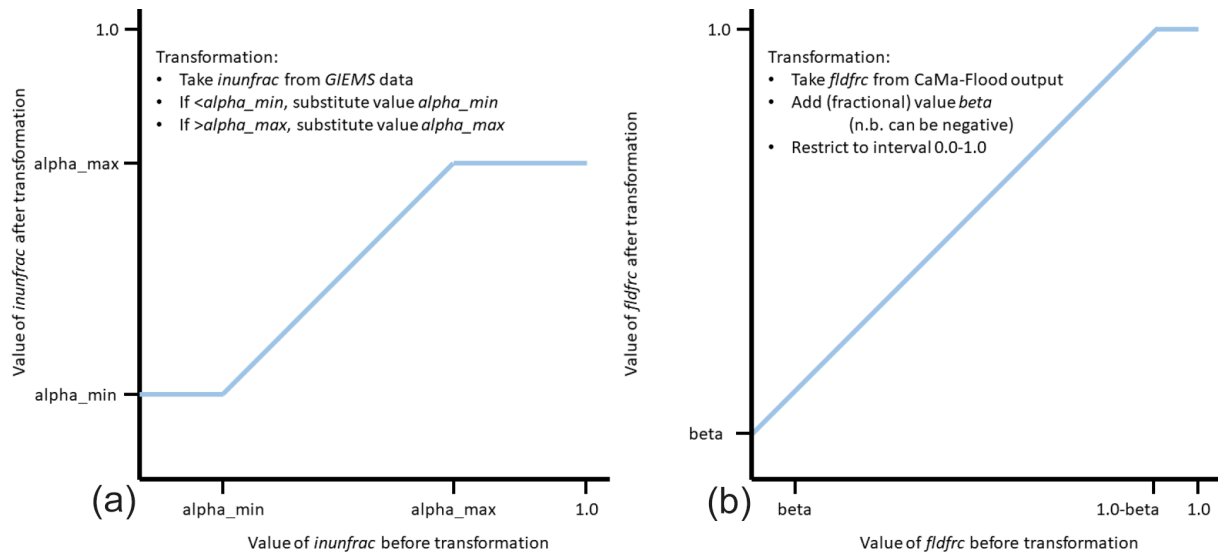 1.0
Transformation:
• Take inunfrac from GIEMS data
• If <alpha_min, substitute value alpha_min
• If >alpha_max, substitute value alpha_max
alpha_max
alpha_min
Value of inunfrac after transformation
(a)
alpha_min
alpha_max
1.0
Value of inunfrac before transformation
1.0
Transformation:
• Take fldfrc from CaMa-Flood output
• Add (fractional) value beta
(n.b. can be negative)
• Restrict to interval 0.0-1.0
Value of fldfrc after transformation
beta
(b)
beta
1.0-beta
1.0
Value of fldfrc before transformation